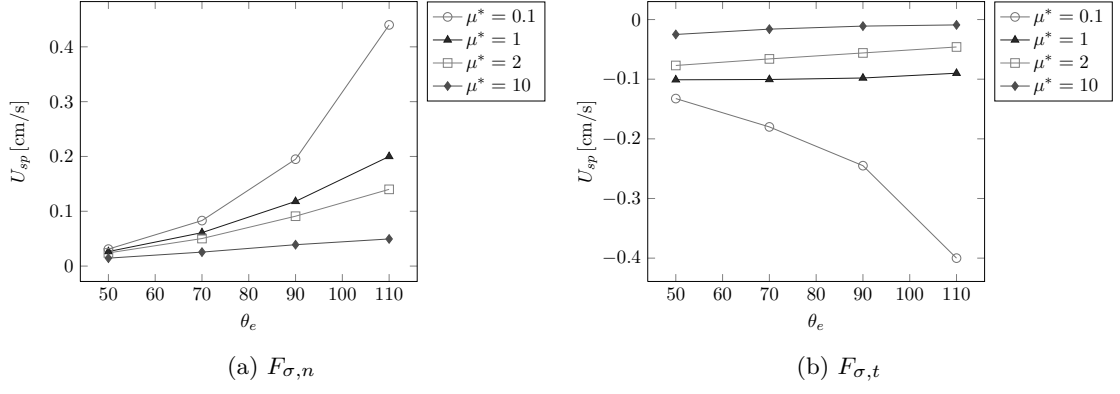 0.4
0.3
0.2
0.1
0
U_sp [cm/s]
50 60 70 80 90 100 110
θ_e
μ* = 0.1
μ* = 1
μ* = 2
μ* = 10
(a) F_σ,n
0
−0.1
−0.2
−0.3
−0.4
U_sp [cm/s]
50 60 70 80 90 100 110
θ_e
μ* = 0.1
μ* = 1
μ* = 2
μ* = 10
(b) F_σ,t